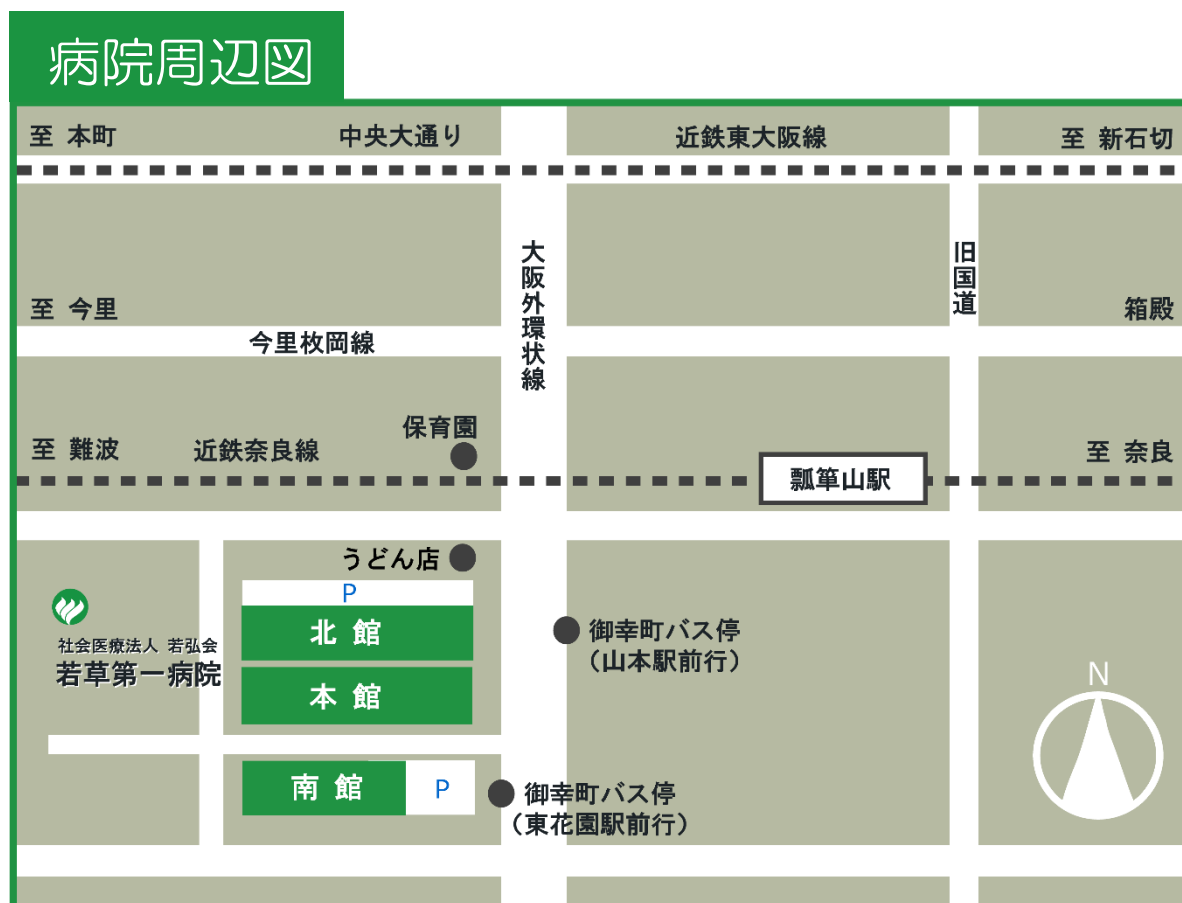 病院周辺図
至 本町
中央大通り
近鉄東大阪線
至 新石切
大阪外環状線
旧国道
至 今里
箱殿
今里枚岡線
保育園
至 難波
近鉄奈良線
至 奈良
瓢箪山駅
うどん店
P
北 館
本 館
社会医療法人 若弘会
若草第一病院
御幸町バス停
(山本駅前行)
N
南 館
P
御幸町バス停
(東花園駅前行)